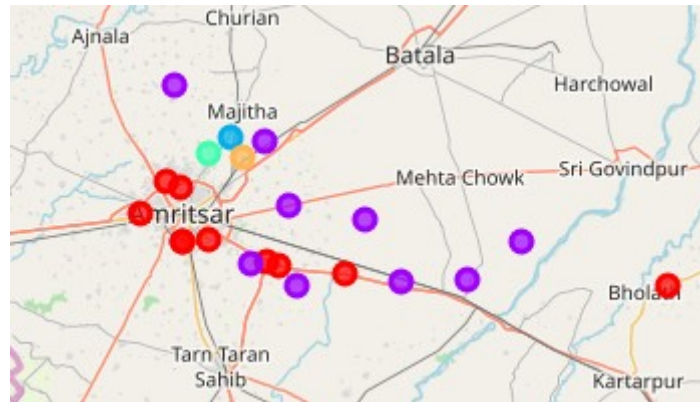 Churian
Ajnala
Batala
Harchowal
Majitha
Sri Govindpur
Mehta Chowk
Amritsar
Bholath
Tarn Taran
Sahib
Kartarpur